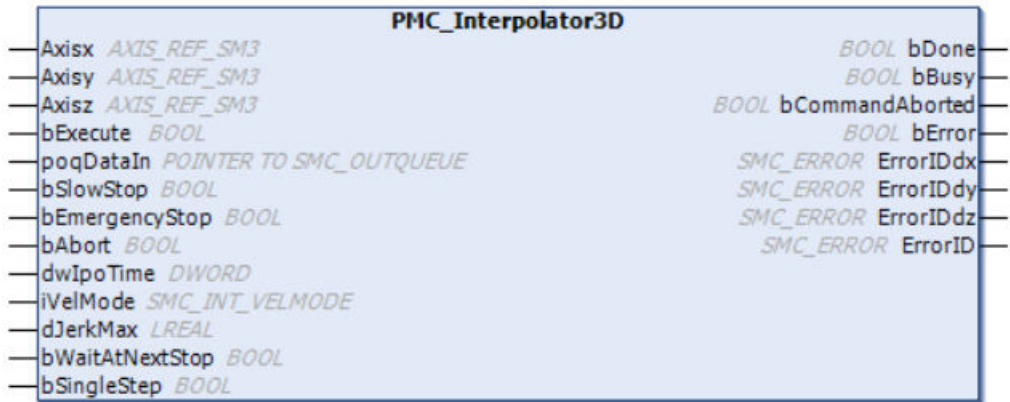 PMC_Interpolator3D
Axisx AXIS_REF_SM3 BOOL bDone
Axisy AXIS_REF_SM3 BOOL bBusy
Axisz AXIS_REF_SM3 BOOL bCommandAborted
bExecute BOOL BOOL bError
poqDataIn POINTER TO SMC_OUTQUEUE SMC_ERROR ErrorIDdx
bSlowStop BOOL SMC_ERROR ErrorIDdy
bEmergencyStop BOOL SMC_ERROR ErrorIDdz
bAbort BOOL SMC_ERROR ErrorID
dwIpoTime DWORD
iVelMode SMC_INT_VELMODE
dJerkMax LREAL
bWaitAtNextStop BOOL
bSingleStep BOOL